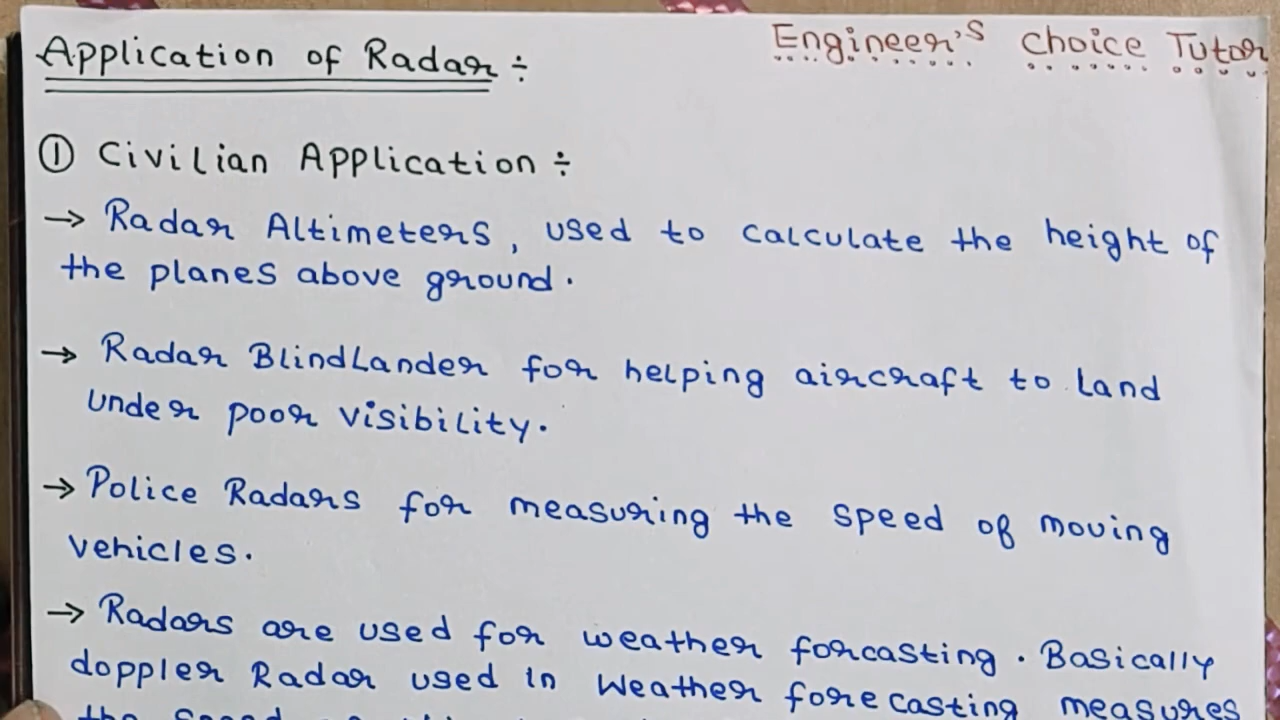 Application of Radar ÷
Engineer's choice Tutor
① Civilian Application ÷
→ Radar Altimeters, used to calculate the height of
the planes above ground.
→ Radar BlindLander for helping aircraft to land
under poor visibility.
→ Police Radars for measuring the speed of moving
vehicles.
→ Radars are used for weather forcasting. Basically
doppler Radar used in weather forecasting measures
the speed